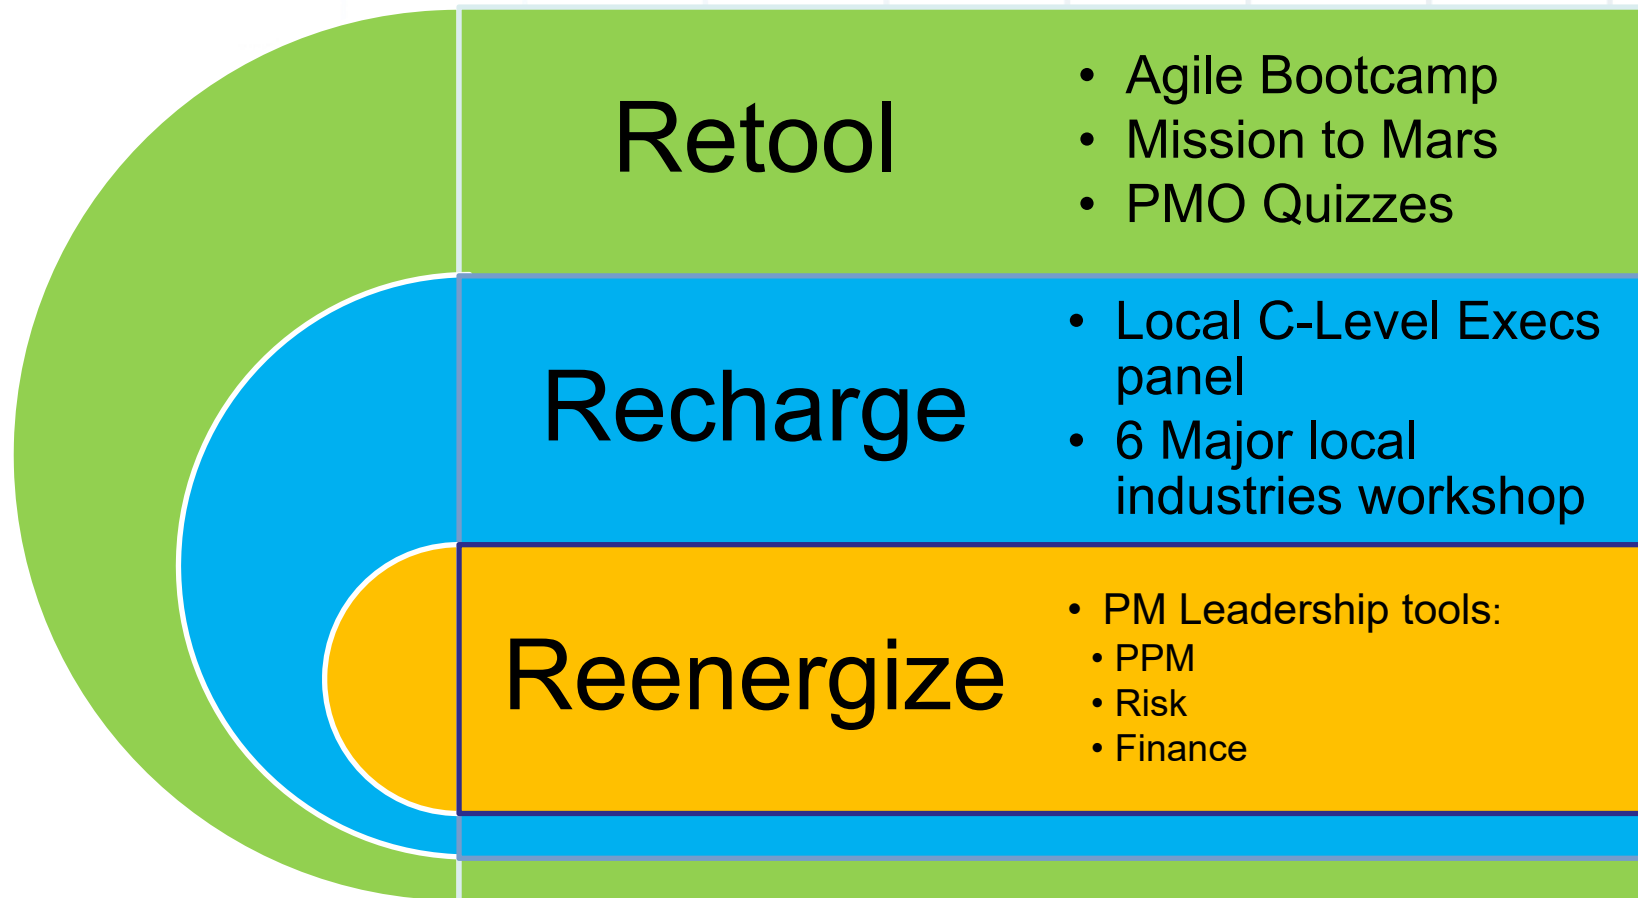 Retool
• Agile Bootcamp
• Mission to Mars
• PMO Quizzes
Recharge
• Local C-Level Execs
panel
• 6 Major local
industries workshop
Reenergize
• PM Leadership tools:
• PPM
• Risk
• Finance